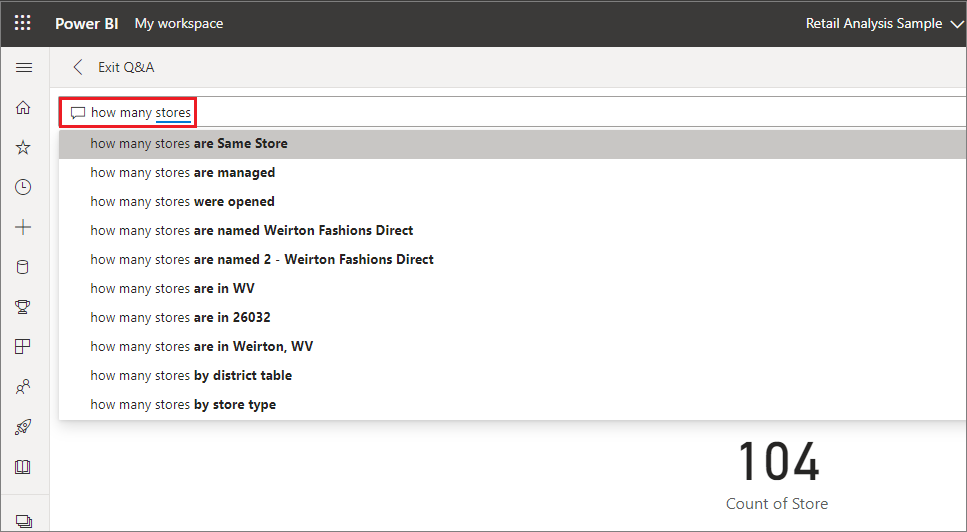 Power BI My workspace Retail Analysis Sample
Exit Q&A
how many stores
how many stores are Same Store
how many stores are managed
how many stores were opened
how many stores are named Weirton Fashions Direct
how many stores are named 2 - Weirton Fashions Direct
how many stores are in WV
how many stores are in 26032
how many stores are in Weirton, WV
how many stores by district table
how many stores by store type
104
Count of Store